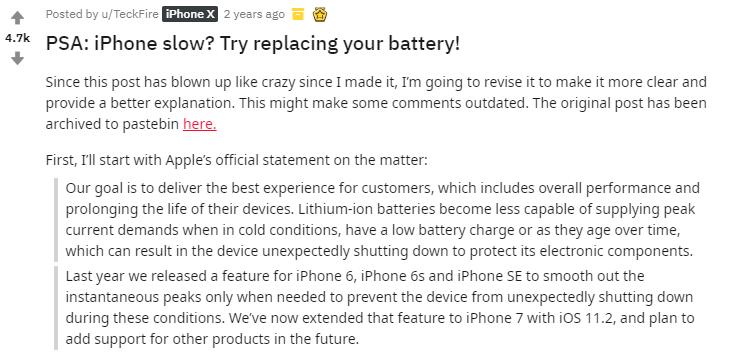 Posted by u/TeckFire iPhone X 2 years ago
4.7k
PSA: iPhone slow? Try replacing your battery!
Since this post has blown up like crazy since I made it, I’m going to revise it to make it more clear and
provide a better explanation. This might make some comments outdated. The original post has been
archived to pastebin here.
First, I’ll start with Apple’s official statement on the matter:
Our goal is to deliver the best experience for customers, which includes overall performance and
prolonging the life of their devices. Lithium-ion batteries become less capable of supplying peak
current demands when in cold conditions, have a low battery charge or as they age over time,
which can result in the device unexpectedly shutting down to protect its electronic components.
Last year we released a feature for iPhone 6, iPhone 6s and iPhone SE to smooth out the
instantaneous peaks only when needed to prevent the device from unexpectedly shutting down
during these conditions. We’ve now extended that feature to iPhone 7 with iOS 11.2, and plan to
add support for other products in the future.